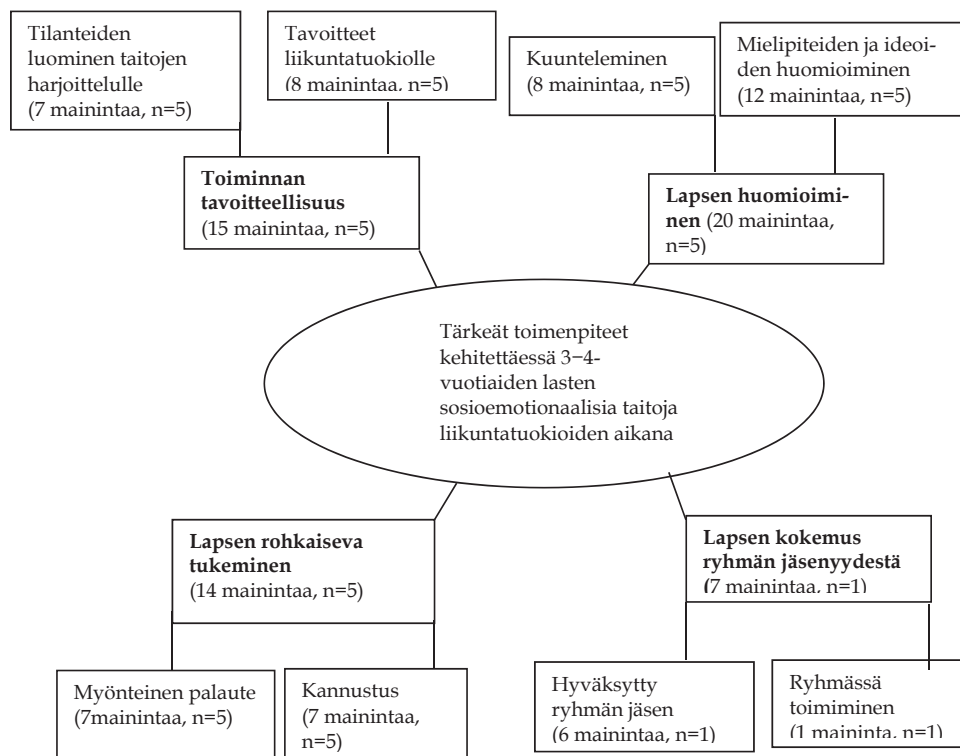 Tilanteiden
luominen taitojen
harjoittelulle
(7 mainintaa, n=5)
Tavoitteet
liikuntatuokiolle
(8 mainintaa, n=5)
Kuunteleminen
(8 mainintaa, n=5)
Mielipiteiden ja ideoi-
den huomioiminen
(12 mainintaa, n=5)
Toiminnan
tavoitteellisuus
(15 mainintaa, n=5)
Lapsen huomioimi-
nen (20 mainintaa,
n=5)
Tärkeät toimenpiteet
kehitettäessä 3−4-
vuotiaiden lasten
sosioemotionaalisia taitoja
liikuntatuokioiden aikana
Lapsen rohkaiseva
tukeminen
(14 mainintaa, n=5)
Lapsen kokemus
ryhmän jäsenyydestä
(7 mainintaa, n=1)
Myönteinen palaute
(7mainintaa, n=5)
Kannustus
(7 mainintaa,
n=5)
Hyväksytty
ryhmän jäsen
(6 mainintaa, n=1)
Ryhmässä
toimiminen
(1 maininta, n=1)